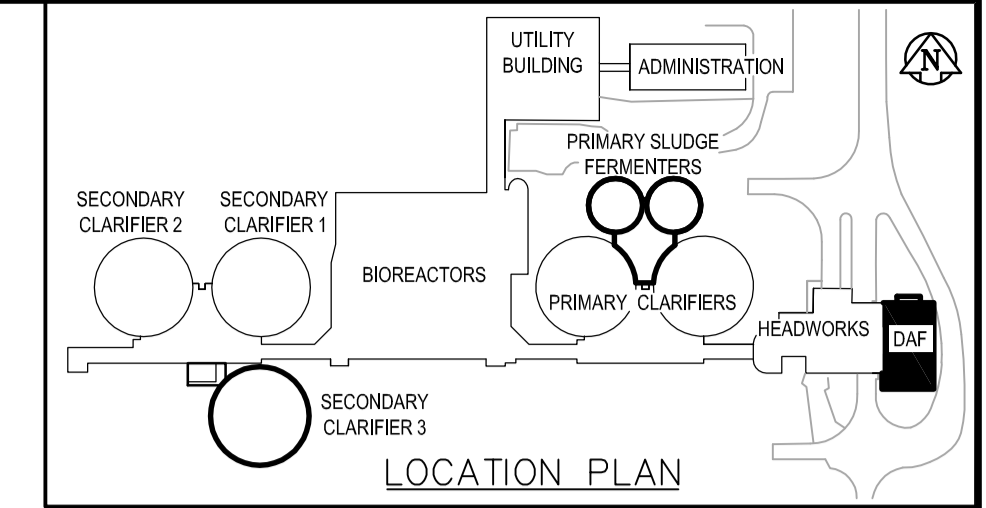 UTILITY
BUILDING
ADMINISTRATION
N
PRIMARY SLUDGE
FERMENTERS
SECONDARY
CLARIFIER 2
SECONDARY
CLARIFIER 1
BIOREACTORS
PRIMARY CLARIFIERS
HEADWORKS
DAF
SECONDARY
CLARIFIER 3
LOCATION PLAN